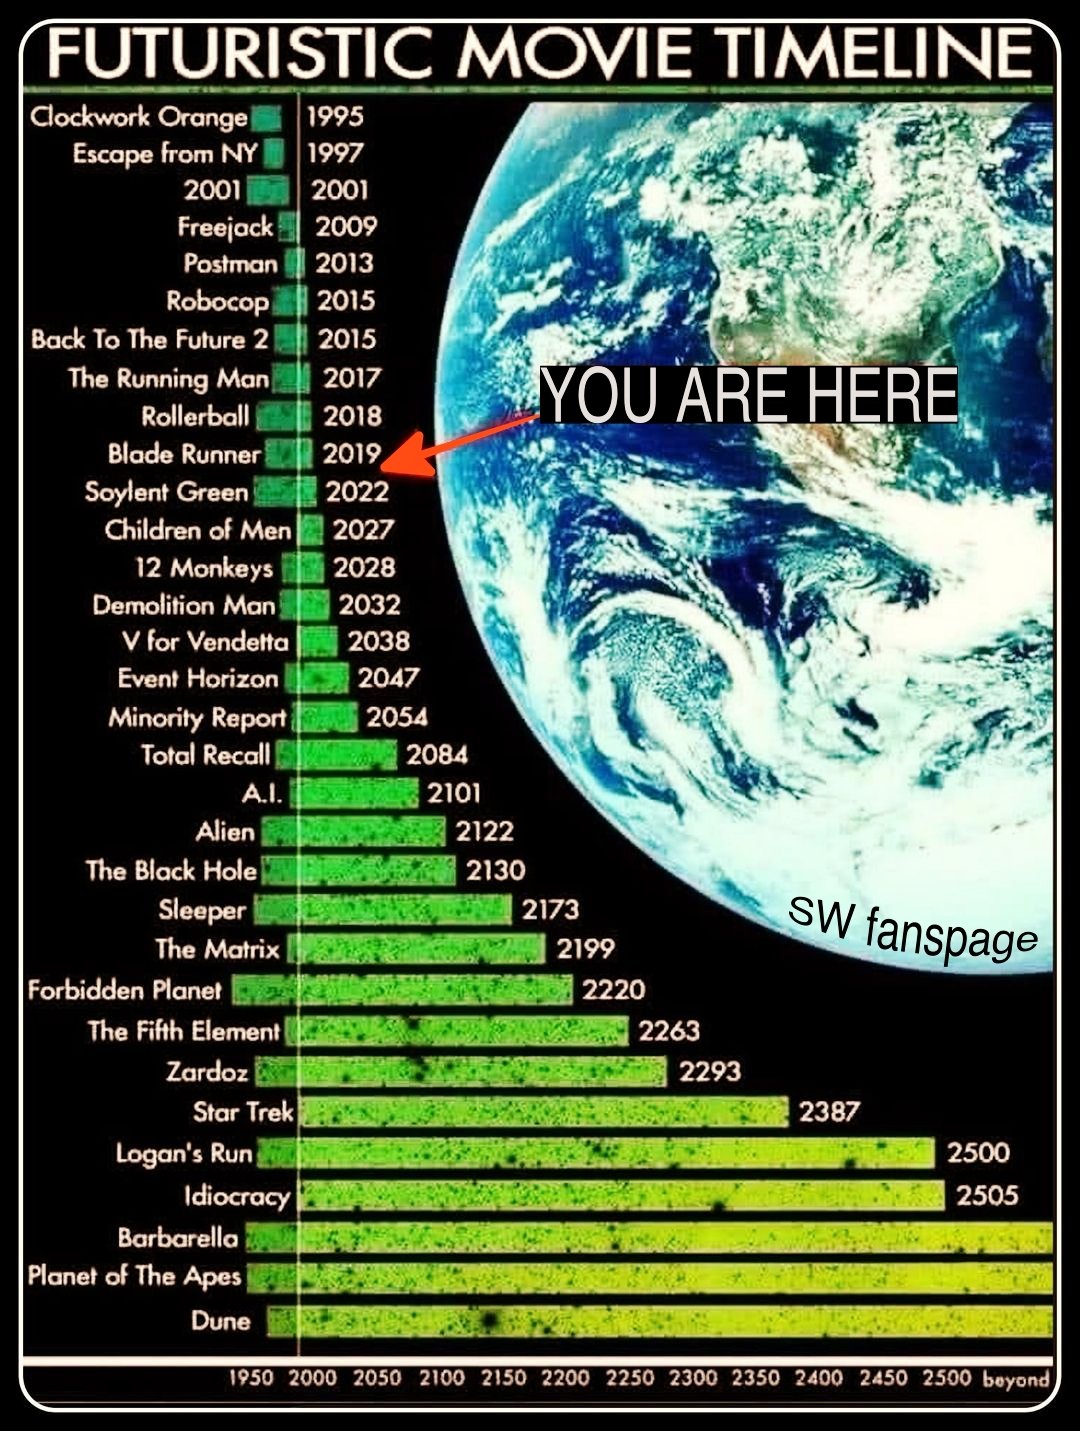 FUTURISTIC MOVIE TIMELINE
Clockwork Orange 1995
Escape from NY 1997
2001 2001
Freejack 2009
Postman 2013
Robocop 2015
Back To The Future 2 2015
The Running Man 2017
YOU ARE HERE
Rollerball 2018
Blade Runner 2019
Soylent Green 2022
Children of Men 2027
12 Monkeys 2028
Demolition Man 2032
V for Vendetta 2038
Event Horizon 2047
Minority Report 2054
Total Recall 2084
A.I. 2101
Alien 2122
The Black Hole 2130
Sleeper 2173
SW fanspage
The Matrix 2199
Forbidden Planet 2220
The Fifth Element 2263
Zardoz 2293
Star Trek 2387
Logan's Run 2500
Idiocracy 2505
Barbarella
Planet of The Apes
Dune
1950 2000 2050 2100 2150 2200 2250 2300 2350 2400 2450 2500 beyond